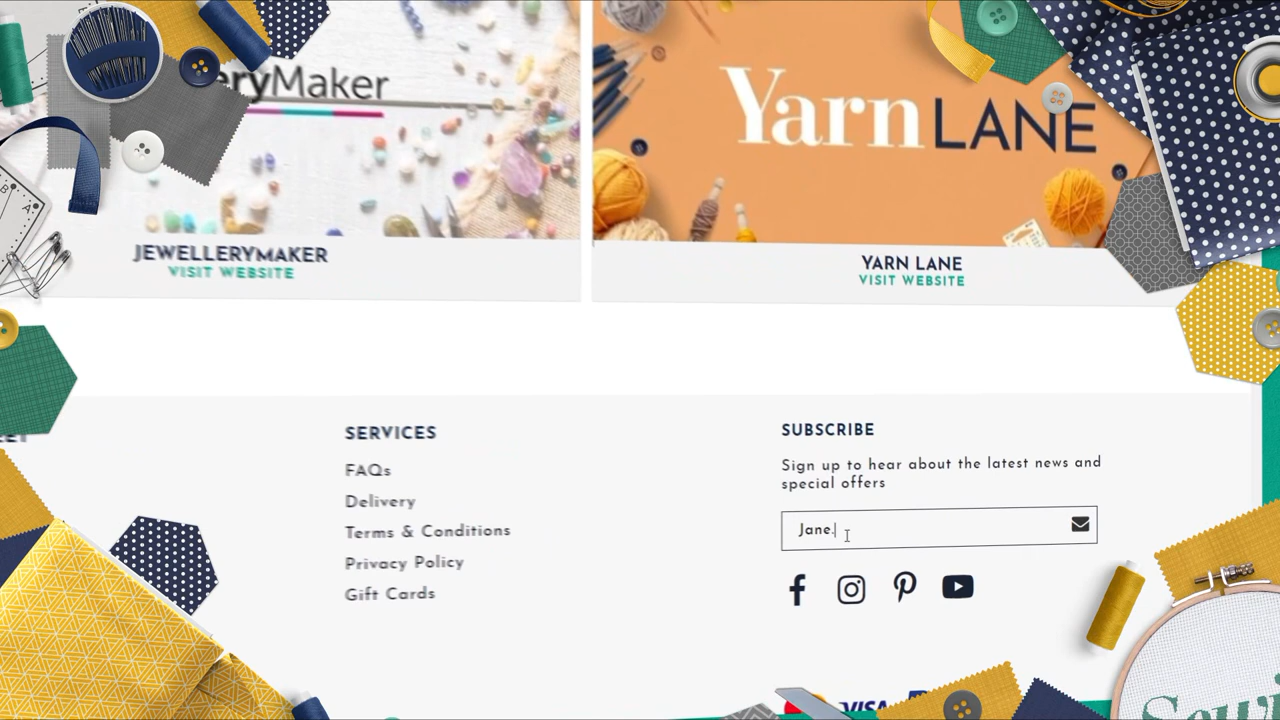 eryMaker
Yarn LANE
JEWELLERYMAKER
VISIT WEBSITE
YARN LANE
VISIT WEBSITE
SERVICES
FAQs
Delivery
Terms & Conditions
Privacy Policy
Gift Cards
SUBSCRIBE
Sign up to hear about the latest news and
special offers
Jane.
VISA
Sewi